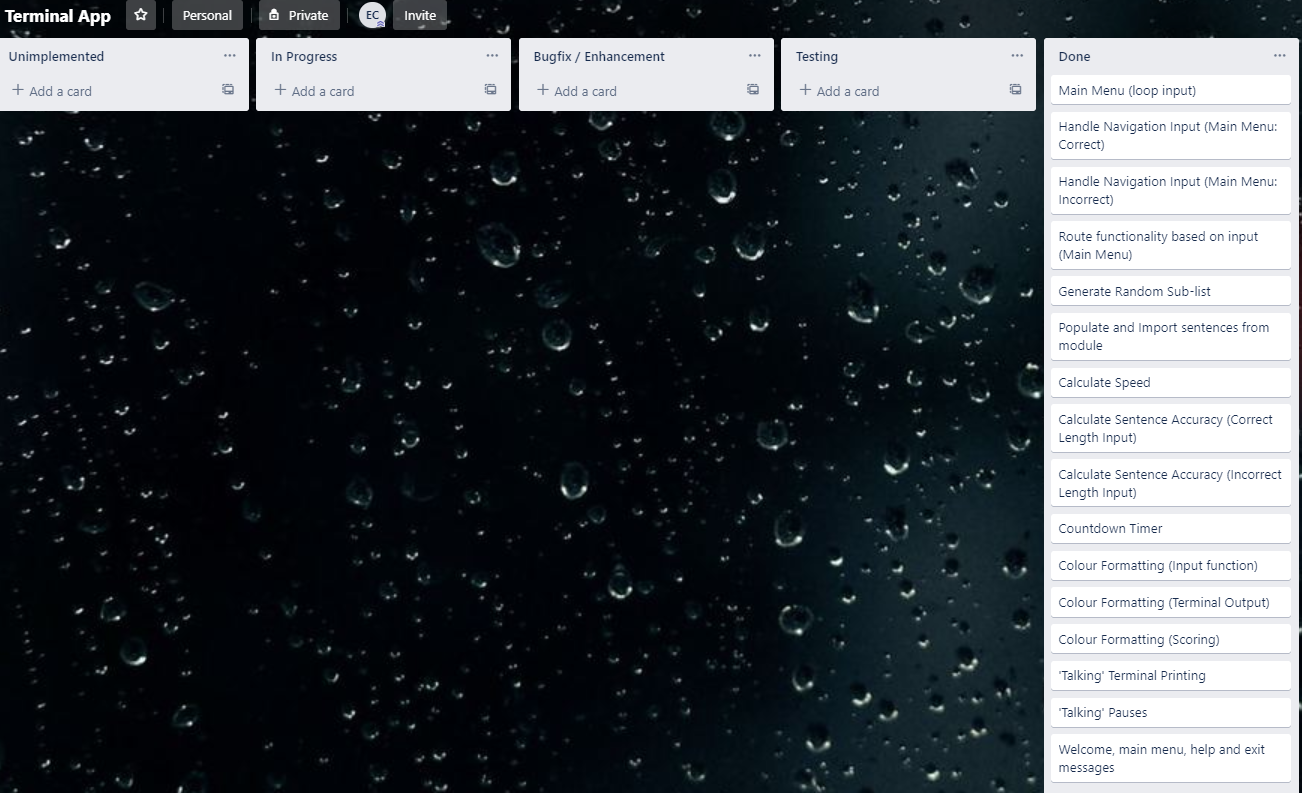 Terminal App
Personal
Private
EC
Invite
Unimplemented
Add a card
In Progress
Add a card
Bugfix / Enhancement
Add a card
Testing
Add a card
Done
Main Menu (loop input)
Handle Navigation Input (Main Menu:
Correct)
Handle Navigation Input (Main Menu:
Incorrect)
Route functionality based on input
(Main Menu)
Generate Random Sub-list
Populate and Import sentences from
module
Calculate Speed
Calculate Sentence Accuracy (Correct
Length Input)
Calculate Sentence Accuracy (Incorrect
Length Input)
Countdown Timer
Colour Formatting (Input function)
Colour Formatting (Terminal Output)
Colour Formatting (Scoring)
'Talking' Terminal Printing
'Talking' Pauses
Welcome, main menu, help and exit
messages